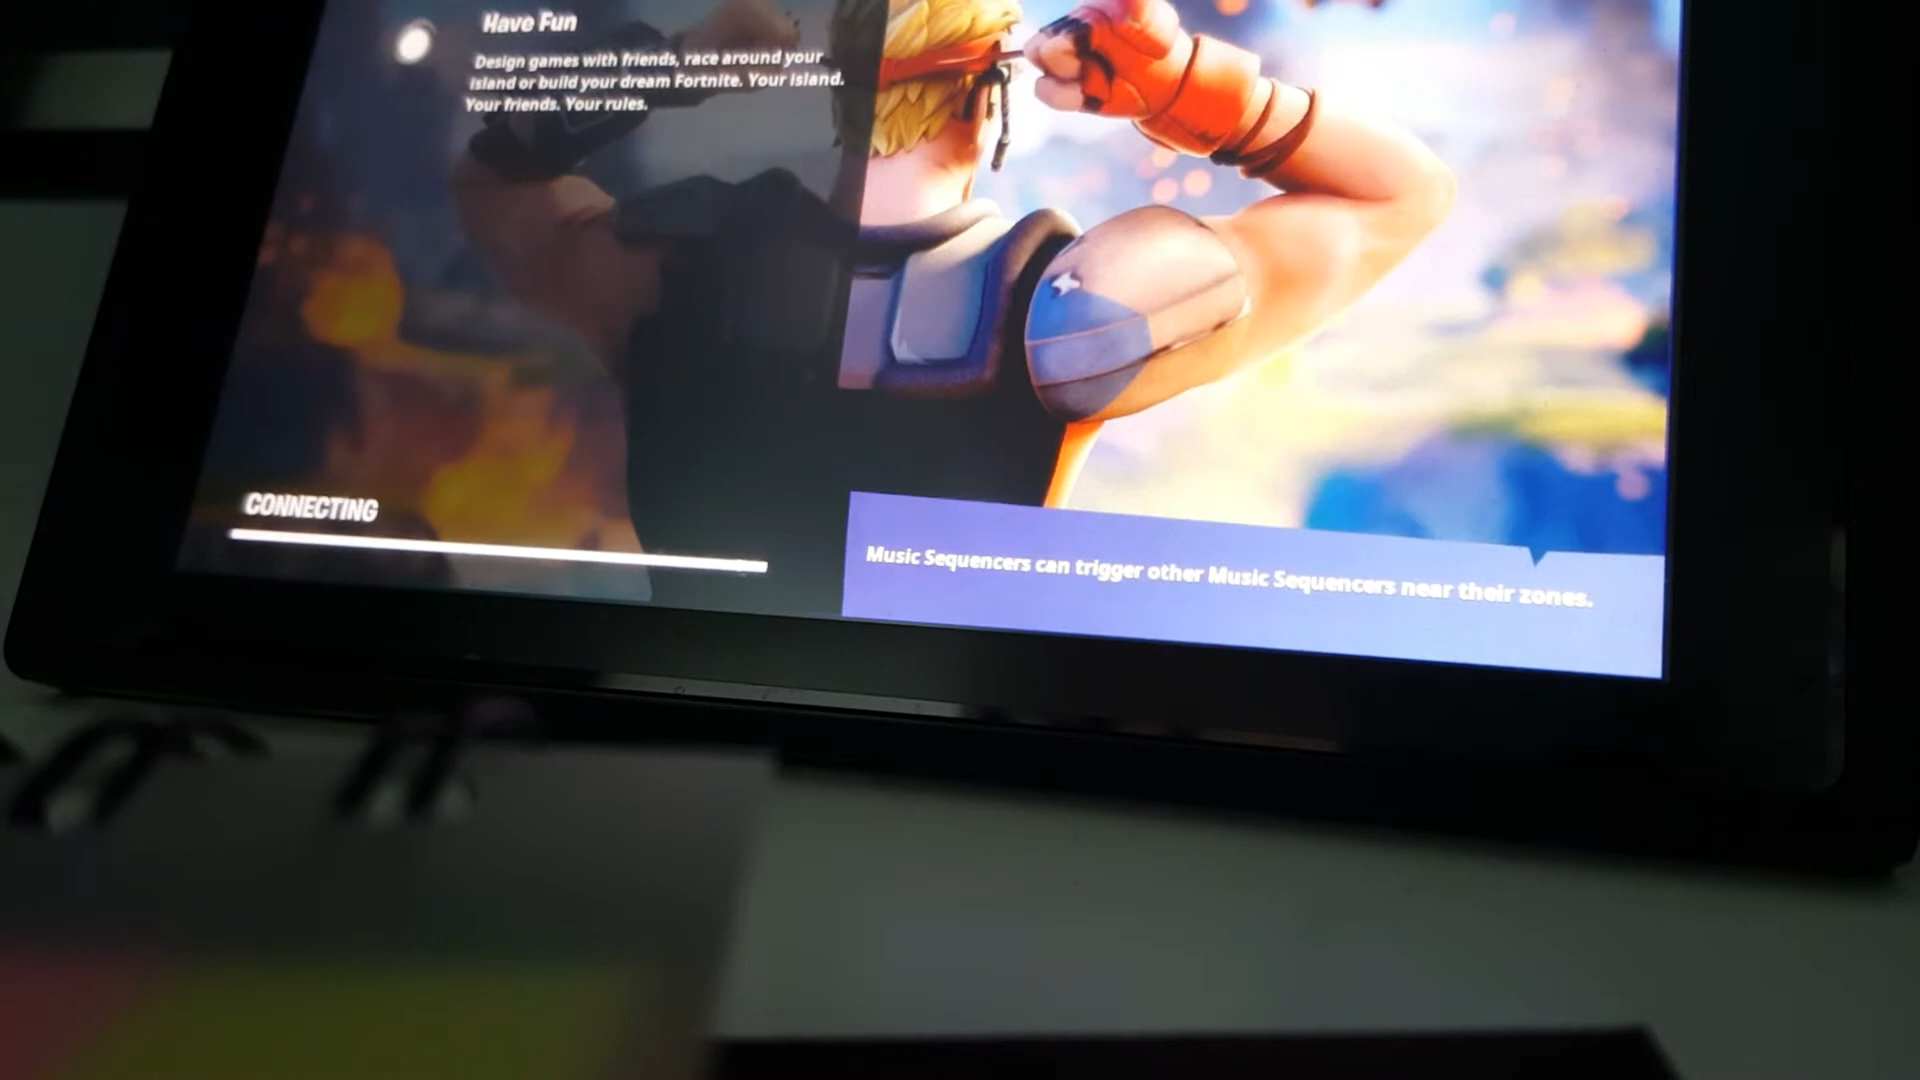 Have Fun
Design games with friends, race around your
island or build your dream Fortnite. Your island.
Your friends. Your rules.
CONNECTING
Music Sequencers can trigger other Music Sequencers near their zones.